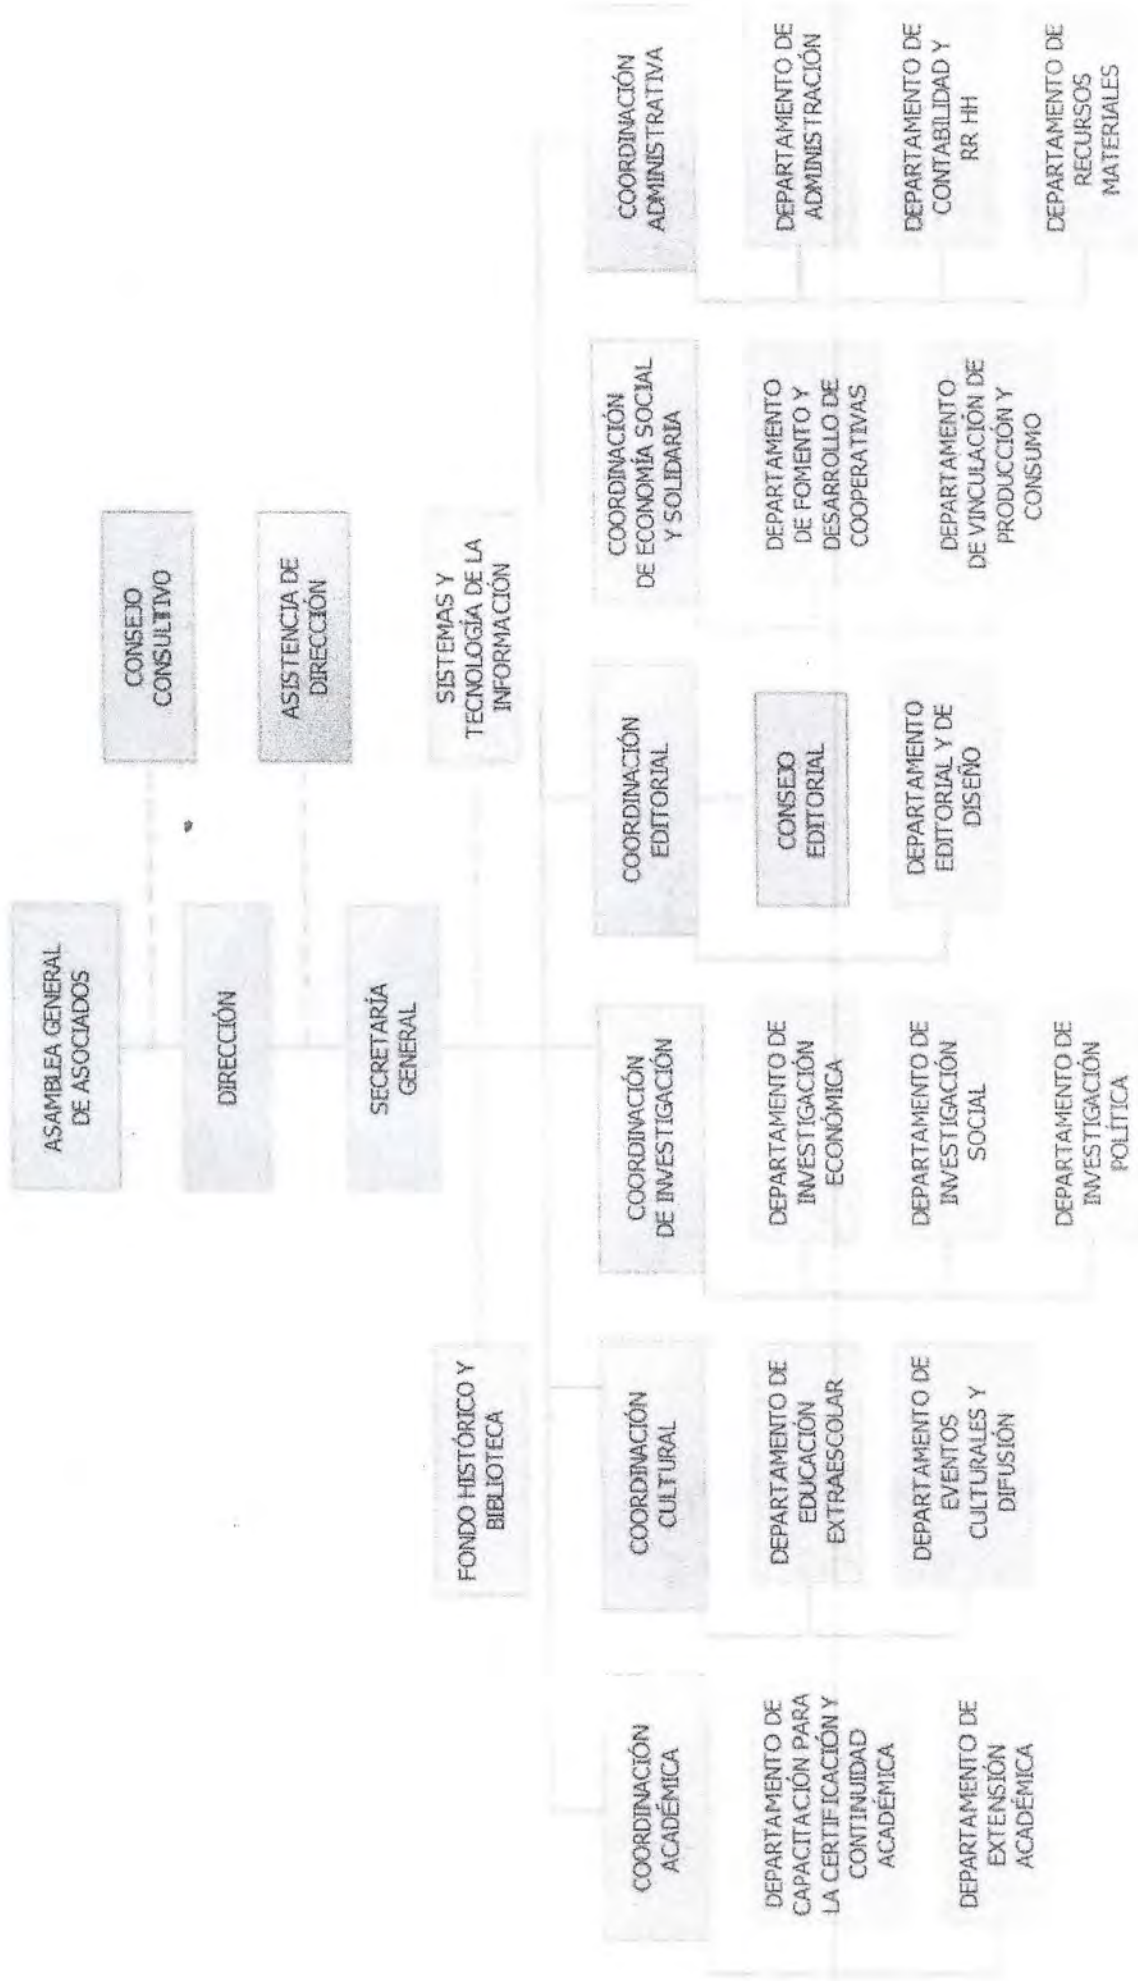 ASAMBLEA GENERAL
DE ASOCIADOS
CONSEJO
CONSULTIVO
DIRECCIÓN
ASISTENCIA DE
DIRECCIÓN
SECRETARÍA
GENERAL
FONDO HISTÓRICO Y
BIBLIOTECA
SISTEMAS Y
TECNOLOGÍA DE LA
INFORMACIÓN
COORDINACIÓN
ACADÉMICA
DEPARTAMENTO DE
CAPACITACIÓN PARA
LA CERTIFICACIÓN Y
CONTINUIDAD
ACADÉMICA
DEPARTAMENTO DE
EXTENSIÓN
ACADÉMICA
COORDINACIÓN
CULTURAL
DEPARTAMENTO DE
EDUCACIÓN
EXTRAESCOLAR
DEPARTAMENTO DE
EVENTOS
CULTURALES Y
DIFUSIÓN
COORDINACIÓN
DE INVESTIGACIÓN
DEPARTAMENTO DE
INVESTIGACIÓN
ECONÓMICA
DEPARTAMENTO DE
INVESTIGACIÓN
SOCIAL
DEPARTAMENTO DE
INVESTIGACIÓN
POLÍTICA
COORDINACIÓN
EDITORIAL
CONSEJO
EDITORIAL
DEPARTAMENTO
EDITORIAL Y DE
DISEÑO
COORDINACIÓN
DE ECONOMÍA SOCIAL
Y SOLIDARIA
DEPARTAMENTO
DE FOMENTO Y
DESARROLLO DE
COOPERATIVAS
DEPARTAMENTO
DE VINCULACIÓN DE
PRODUCCIÓN Y
CONSUMO
COORDINACIÓN
ADMINISTRATIVA
DEPARTAMENTO DE
ADMINISTRACIÓN
DEPARTAMENTO DE
CONTABILIDAD Y
RR HH
DEPARTAMENTO DE
RECURSOS
MATERIALES